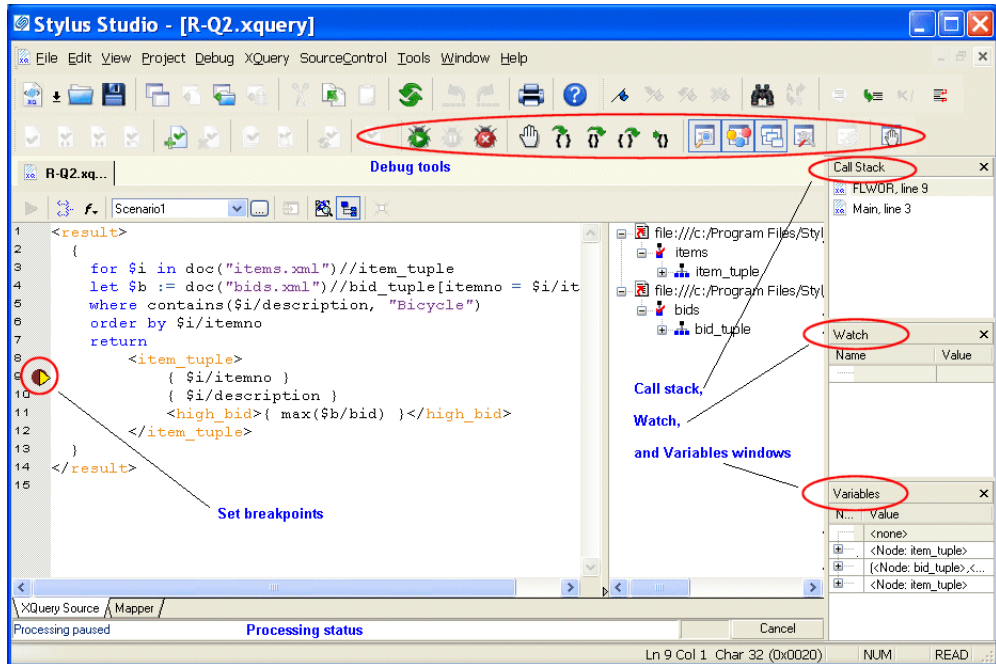 Stylus Studio - [R-Q2.xquery]
File Edit View Project Debug XQuery SourceControl Tools Window Help
Debug tools
R-Q2.xq...
Scenario1
1 <result>
2 {
3 for $i in doc("items.xml")//item_tuple
4 let $b := doc("bids.xml")//bid_tuple[itemno = $i/it
5 where contains($i/description, "Bicycle")
6 order by $i/itemno
7 return
8 <item_tuple>
9 { $i/itemno }
10 { $i/description }
11 <high_bid>{ max($b/bid) }</high_bid>
12 </item_tuple>
13 }
14 </result>
15
Set breakpoints
file:///c:/Program Files/Styl
items
item_tuple
file:///c:/Program Files/Styl
bids
bid_tuple
Call stack,
Watch,
and Variables windows
Call Stack
FLWOR, line 9
Main, line 3
Watch
Name Value
Variables
N... Value
<none>
<Node: item_tuple>
(<Node: bid_tuple>,<...
<Node: item_tuple>
XQuery Source Mapper
Processing paused
Processing status
Cancel
Ln 9 Col 1 Char 32 (0x0020) NUM READ